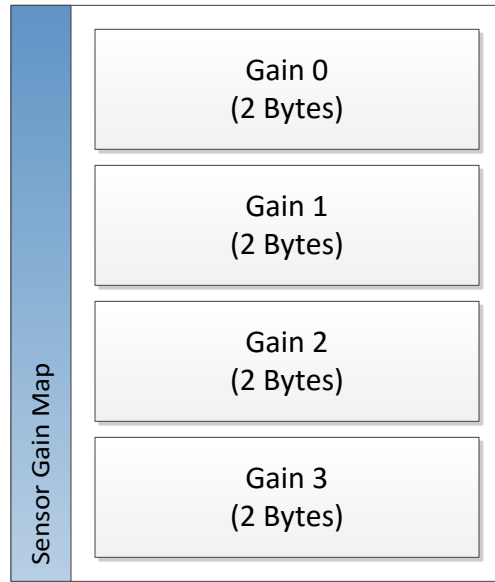 Sensor Gain Map
Gain 0
(2 Bytes)
Gain 1
(2 Bytes)
Gain 2
(2 Bytes)
Gain 3
(2 Bytes)